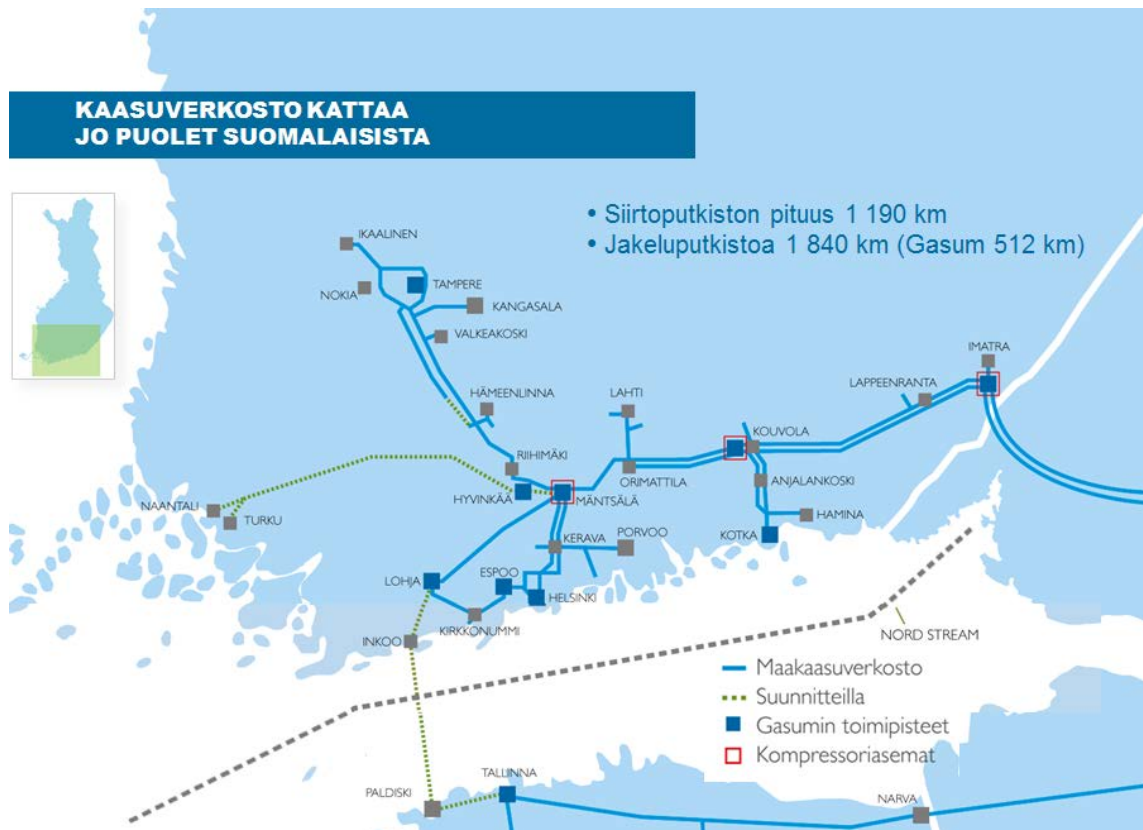 KAASUVERKOSTO KATTAA
JO PUOLET SUOMALAISISTA
• Siirtoputkiston pituus 1 190 km
• Jakeluputkistoa 1 840 km (Gasum 512 km)
IKAALINEN
NOKIA
TAMPERE
KANGASALA
VALKEAKOSKI
IMATRA
LAPPEENRANTA
HÄMEENLINNA
LAHTI
KOUVOLA
RIIHIMÄKI
ORIMATTILA
ANJALANKOSKI
HYVINKÄÄ
MÄNTSÄLÄ
NAANTALI
TURKU
HAMINA
KOTKA
KERAVA
PORVOO
ESPOO
LOHJA
HELSINKI
KIRKKONUMMI
INKOO
NORD STREAM
Maakaasuverkosto
Suunnitteilla
Gasumin toimipisteet
Kompressoriasemat
TALLINNA
PALDISKI
NARVA